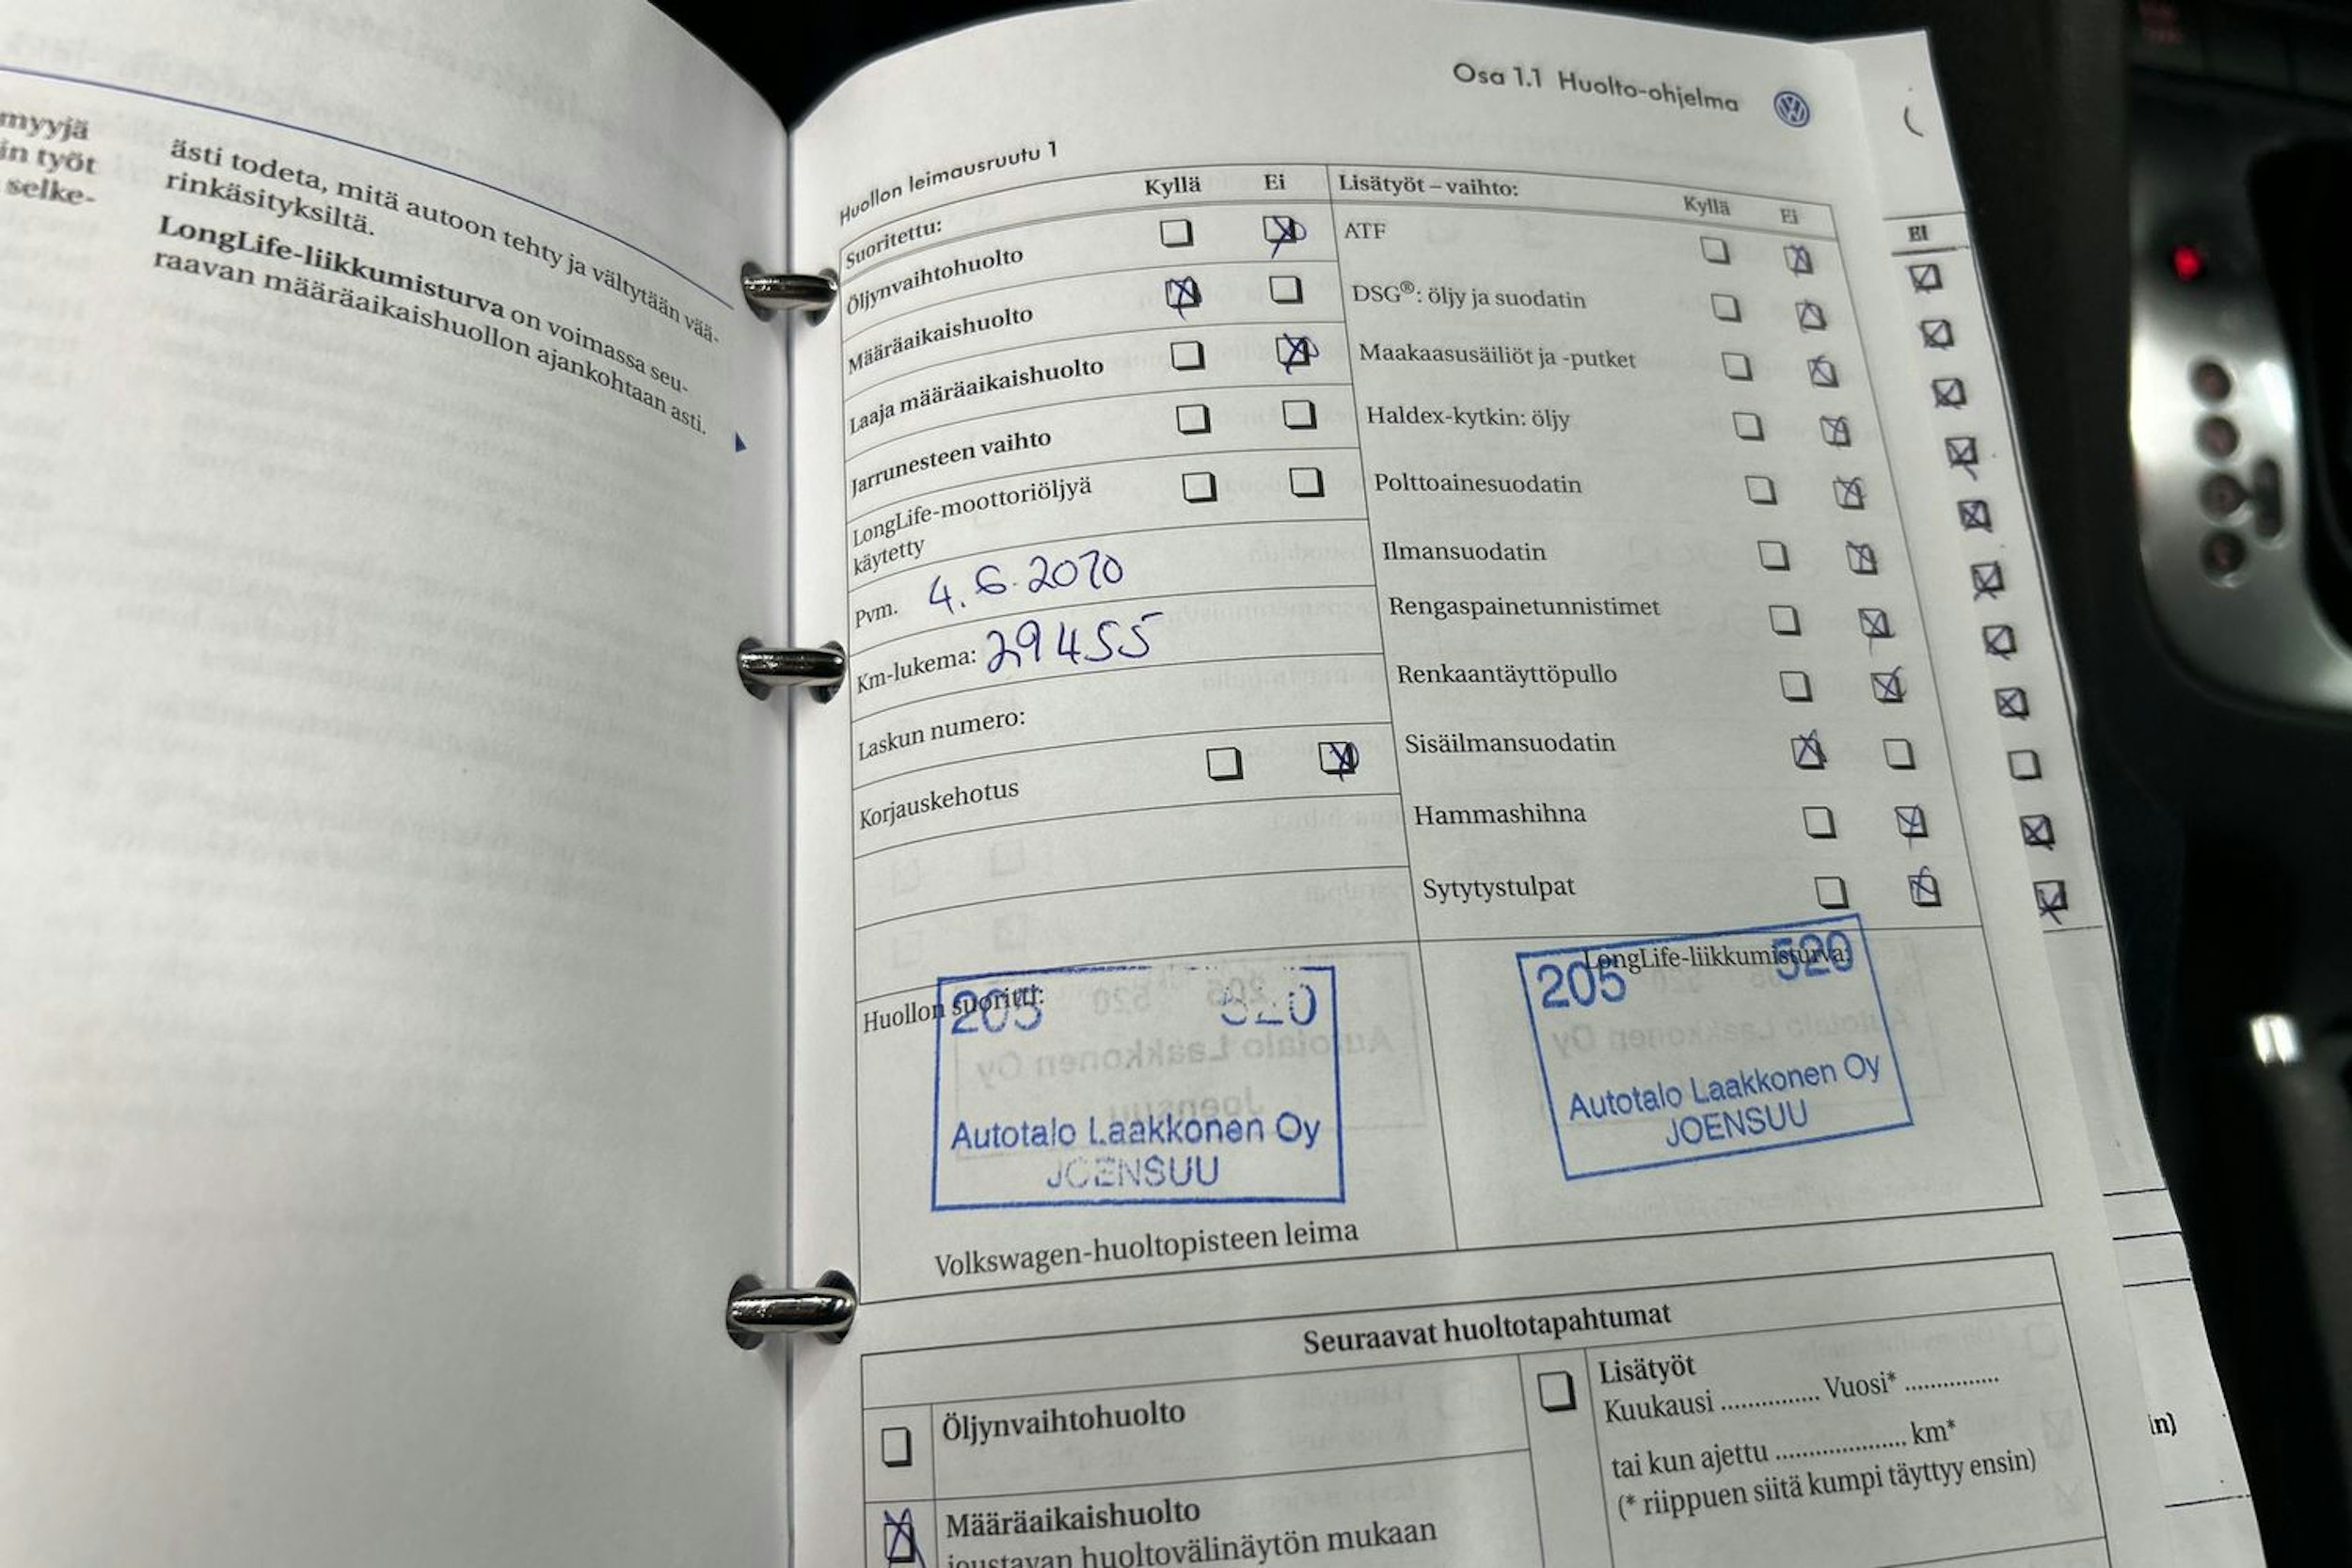 myyjä
in työt
selke-
ästi todeta, mitä autoon tehty ja vältytään vää-
rinkäsityksiltä.
LongLife-liikkumisturva on voimassa seu-
raavan määräaikaishuollon ajankohtaan asti.
Osa 1.1 Huolto-ohjelma
Huollon leimausruutu 1
Suoritettu: Kyllä Ei
Öljynvaihtohuolto
Määräaikaishuolto
Laaja määräaikaishuolto
Jarrunesteen vaihto
LongLife-moottoriöljyä
käytetty
Pvm. 4.6.2010
Km-lukema: 29455
Laskun numero:
Korjauskehotus
Lisätyöt – vaihto: Kyllä Ei
ATF
DSG®: öljy ja suodatin
Maakaasusäiliöt ja -putket
Haldex-kytkin: öljy
Polttoainesuodatin
Ilmansuodatin
Rengaspainetunnistimet
Renkaantäyttöpullo
Sisäilmansuodatin
Hammashihna
Sytytystulpat
EI
Huollon suoritti:
205 520
Autotalo Laakkonen Oy
JOENSUU
Volkswagen-huoltopisteen leima
LongLife-liikkumisturva:
205 520
Autotalo Laakkonen Oy
JOENSUU
Seuraavat huoltotapahtumat
Öljynvaihtohuolto
Määräaikaishuolto
joustavan huoltovälinäytön mukaan
Lisätyöt
Kuukausi .............. Vuosi* ..............
tai kun ajettu .................... km*
(* riippuen siitä kumpi täyttyy ensin)
in)